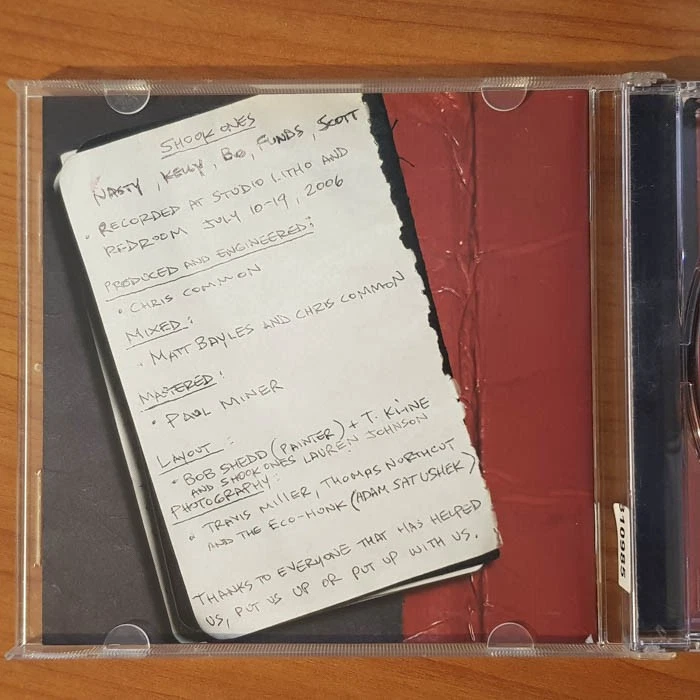 SHOOK ONES
NASTY, KELLY, BO, FUNDS, SCOTT
• RECORDED AT STUDIO LITHO AND
REDROOM JULY 10-19, 2006
PRODUCED AND ENGINEERED:
• CHRIS COMMON
MIXED:
• MATT BAYLES AND CHRIS COMMON
MASTERED:
• PAUL MINER
LAYOUT:
• BOB SHEDD (PAINTER) + T. KLINE
AND SHOOK ONES LAUREN JOHNSON
PHOTOGRAPHY:
• TRAVIS MILLER, THOMAS NORTHCUT
AND THE ECO-HONK (ADAM SATUSHEK)
THANKS TO EVERYONE THAT HAS HELPED
US, PUT US UP OR PUT UP WITH US.
310985